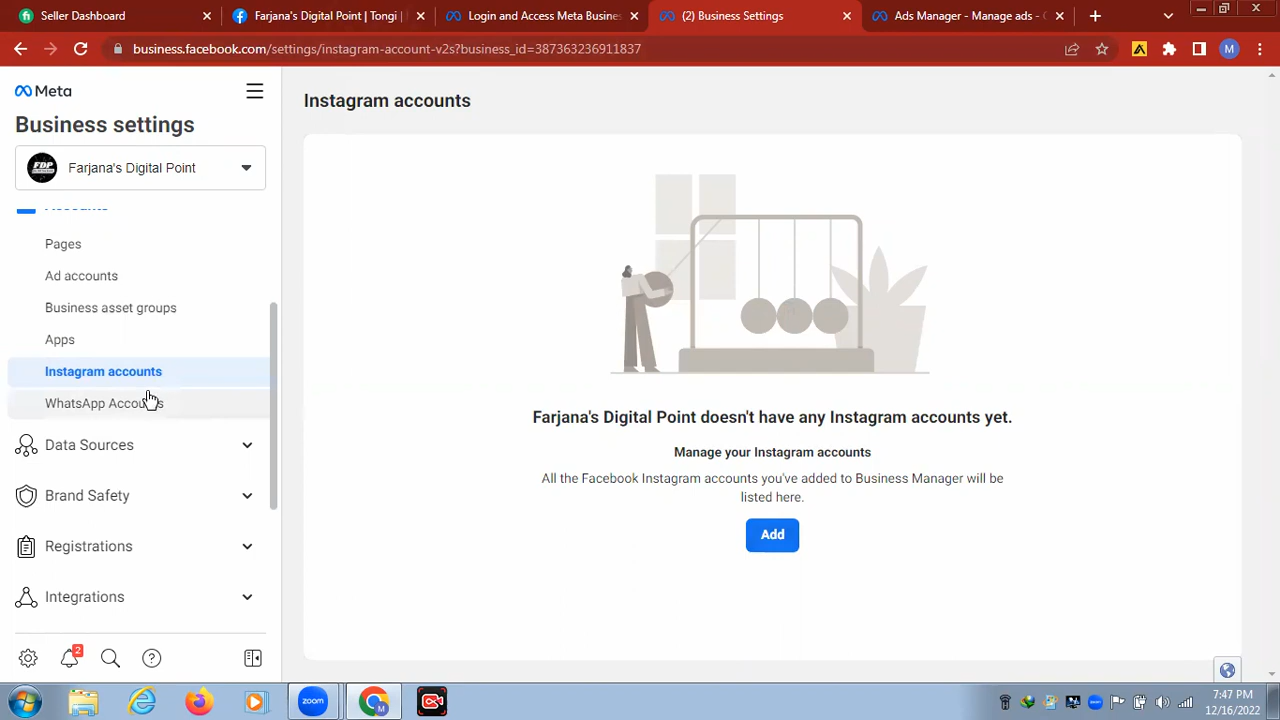 Seller Dashboard
Farjana's Digital Point | Tongi |
Login and Access Meta Busines
(2) Business Settings
Ads Manager - Manage ads - C
business.facebook.com/settings/instagram-account-v2s?business_id=387363236911837
M
Meta
Business settings
FDP
Farjana's Digital Point
Accounts
Pages
Ad accounts
Business asset groups
Apps
Instagram accounts
WhatsApp Accounts
Data Sources
Brand Safety
Registrations
Integrations
2
Instagram accounts
Farjana's Digital Point doesn't have any Instagram accounts yet.
Manage your Instagram accounts
All the Facebook Instagram accounts you've added to Business Manager will
be listed here.
Add
zoom
M
7:47 PM
12/16/2022